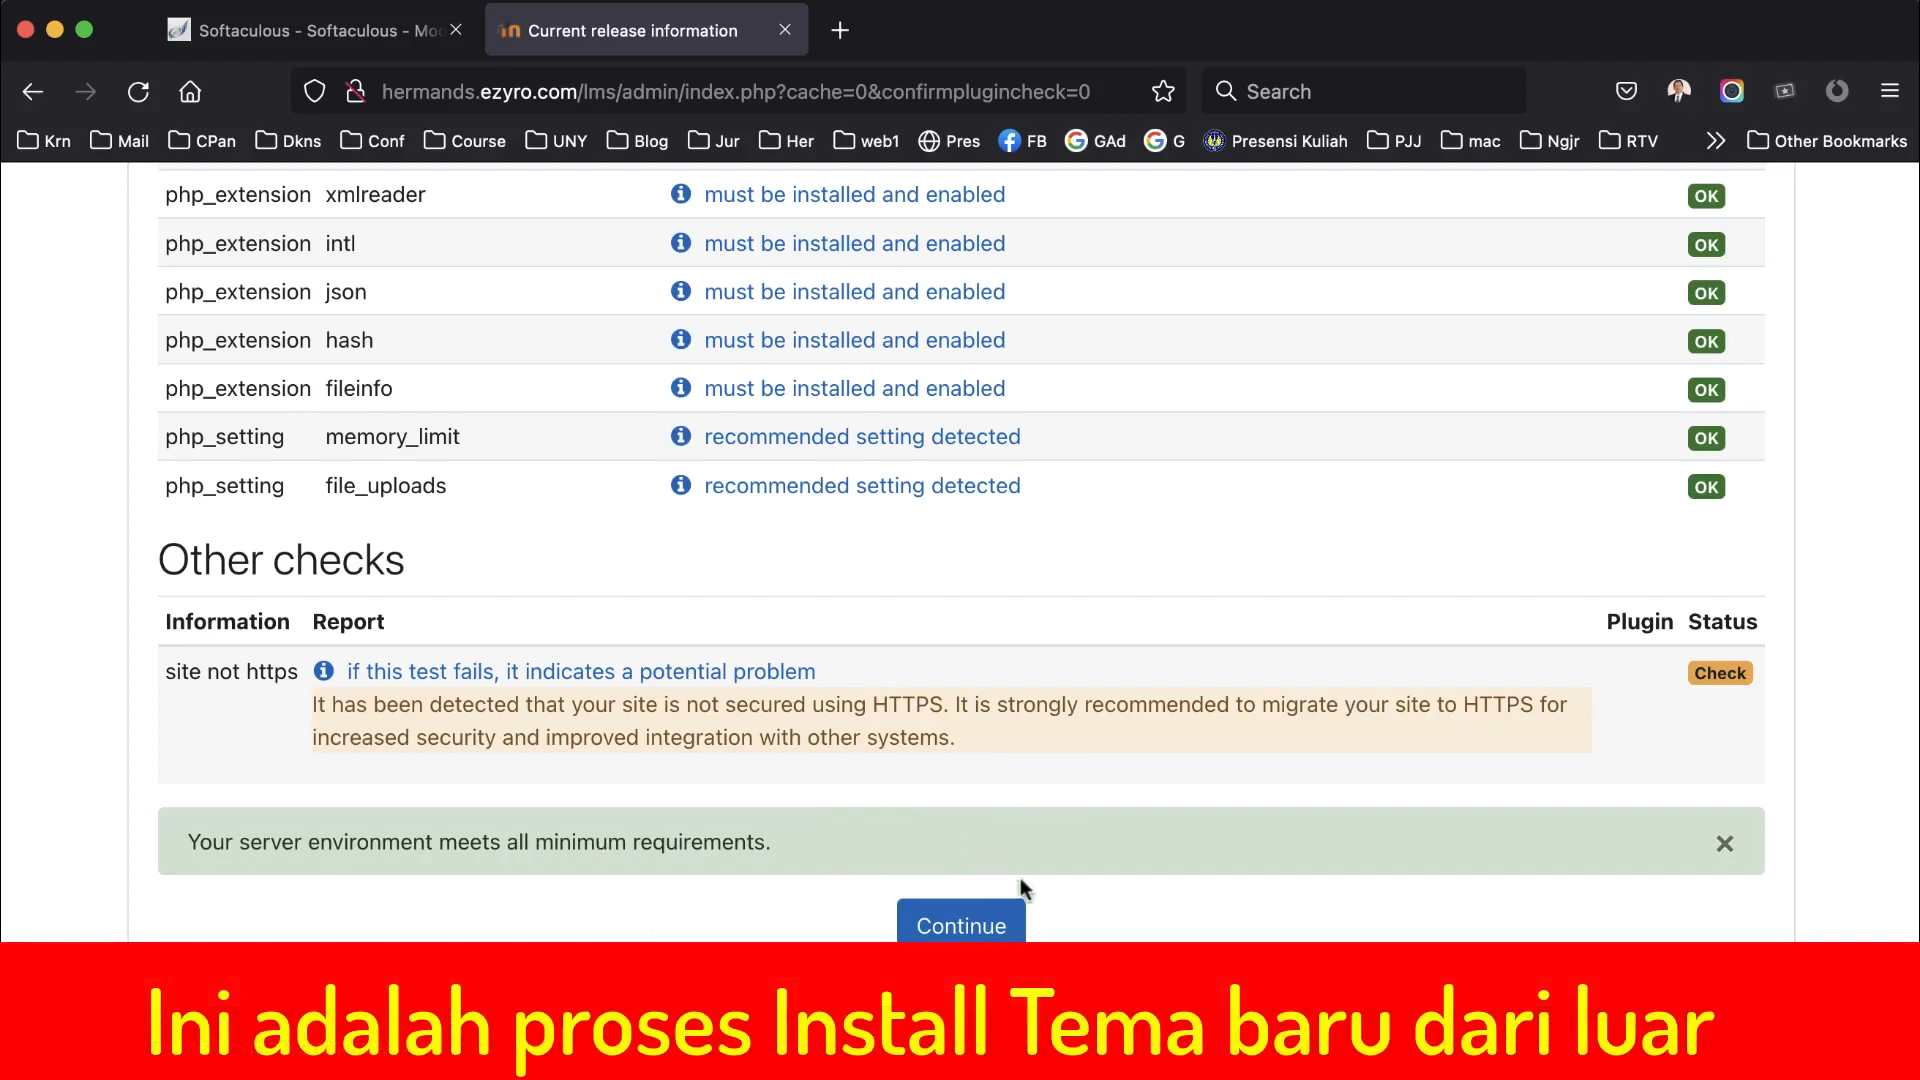 Softaculous - Softaculous - Moo
Current release information
hermands.ezyro.com/lms/admin/index.php?cache=0&confirmplugincheck=0
Search
Krn Mail CPan Dkns Conf Course UNY Blog Jur Her web1 Pres FB GAd G Presensi Kuliah PJJ mac Ngjr RTV Other Bookmarks
php_extension xmlreader must be installed and enabled OK
php_extension intl must be installed and enabled OK
php_extension json must be installed and enabled OK
php_extension hash must be installed and enabled OK
php_extension fileinfo must be installed and enabled OK
php_setting memory_limit recommended setting detected OK
php_setting file_uploads recommended setting detected OK
Other checks
Information Report Plugin Status
site not https if this test fails, it indicates a potential problem Check
It has been detected that your site is not secured using HTTPS. It is strongly recommended to migrate your site to HTTPS for
increased security and improved integration with other systems.
Your server environment meets all minimum requirements. ×
Continue
Ini adalah proses Install Tema baru dari luar